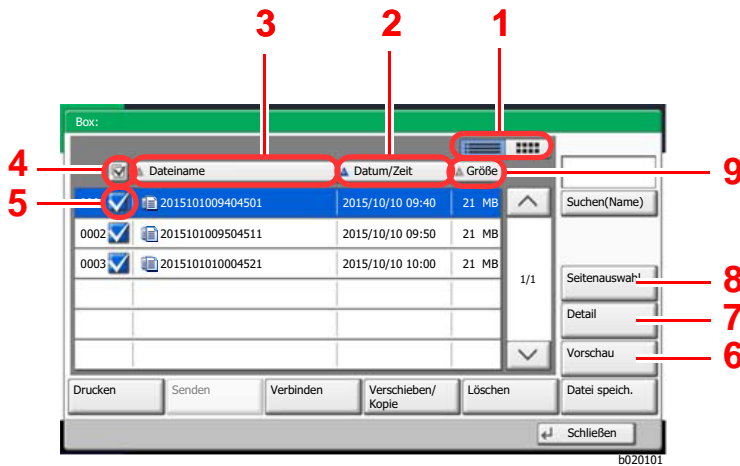 3 2 1
Box:
4 Dateiname Datum/Zeit Größe 9
5 2015101009404501 2015/10/10 09:40 21 MB Suchen(Name)
0002 2015101009504511 2015/10/10 09:50 21 MB
0003 2015101010004521 2015/10/10 10:00 21 MB
1/1 Seitenauswahl 8
Detail 7
Vorschau 6
Drucken Senden Verbinden Verschieben/ Löschen Datei speich.
Kopie
Schließen
b020101